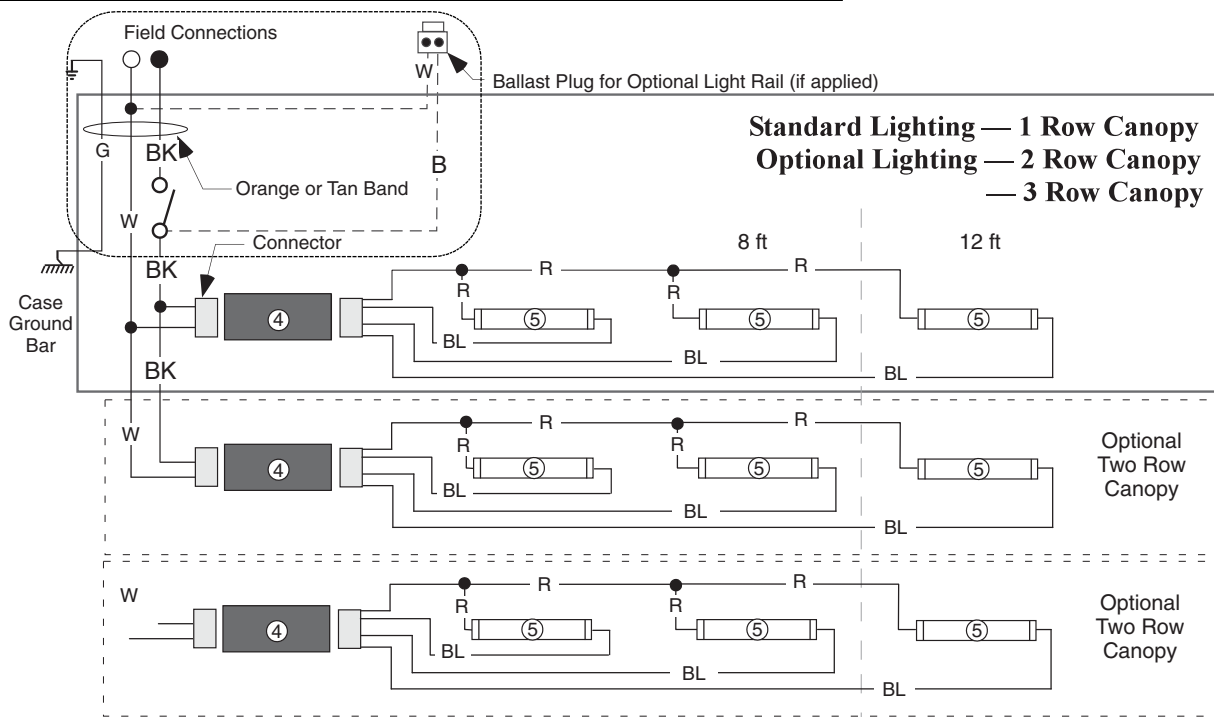 Field Connections
W
Ballast Plug for Optional Light Rail (if applied)
Standard Lighting — 1 Row Canopy
Optional Lighting — 2 Row Canopy
— 3 Row Canopy
G
BK
B
Orange or Tan Band
W
Connector
8 ft
12 ft
BK
Case
Ground
Bar
R
R
R
R
4
5
5
5
BL
BL
BL
BK
W
R
R
R
R
4
5
5
5
BL
BL
BL
Optional
Two Row
Canopy
W
R
R
R
R
4
5
5
5
BL
BL
BL
Optional
Two Row
Canopy